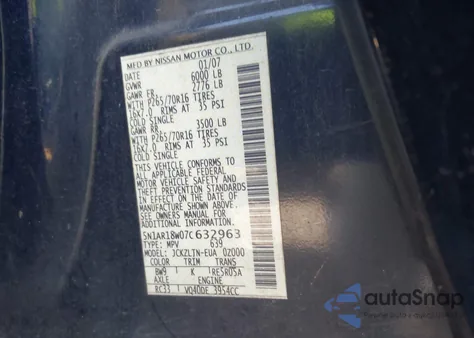 MFD BY NISSAN MOTOR CO., LTD.
DATE 01/07
GVWR 6000 LB
GAWR FR. 2776 LB
WITH P265/70R16 TIRES
16X7.0 RIMS AT 35 PSI
COLD SINGLE
GAWR RR. 3500 LB
WITH P265/70R16 TIRES
16X7.0 RIMS AT 35 PSI
COLD SINGLE
THIS VEHICLE CONFORMS TO
ALL APPLICABLE FEDERAL
MOTOR VEHICLE SAFETY AND
THEFT PREVENTION STANDARDS
IN EFFECT ON THE DATE OF
MANUFACTURE SHOWN ABOVE.
SEE OWNERS MANUAL FOR
ADDITIONAL INFORMATION.
5N1AR18W07C632963
TYPE: MPV 639
MODEL: JCKZLTN-EUA 0Z000
COLOR TRIM TRANS
BW9 K RE5R05A
AXLE ENGINE
RC33 VQ40DE 3954CC
autoSnap